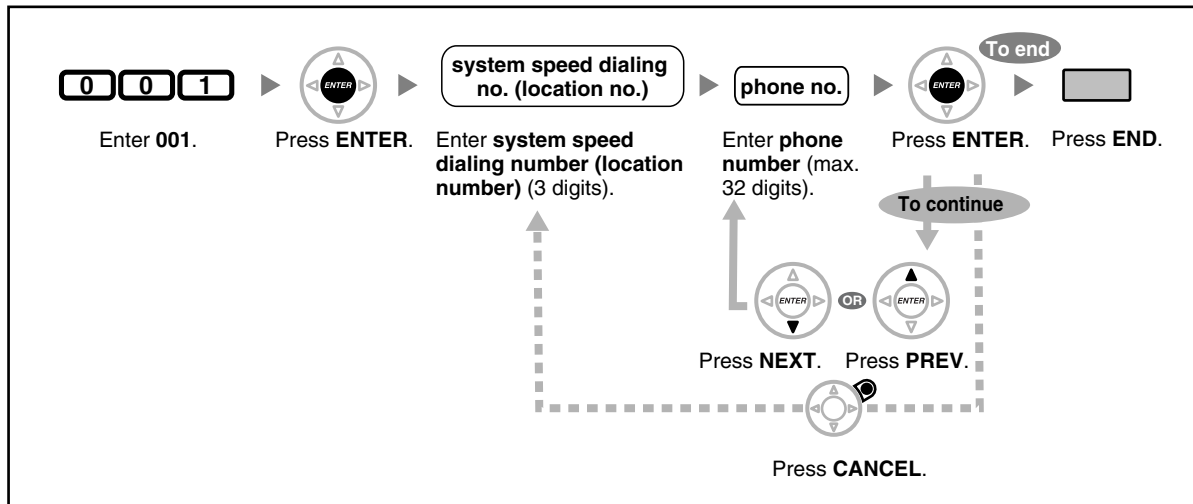 To end
0 0 1
ENTER
system speed dialing
no. (location no.)
phone no.
ENTER
Enter 001.
Press ENTER.
Enter system speed
dialing number (location
number) (3 digits).
Enter phone
number (max.
32 digits).
Press ENTER.
Press END.
To continue
ENTER
OR
ENTER
Press NEXT.
Press PREV.
Press CANCEL.